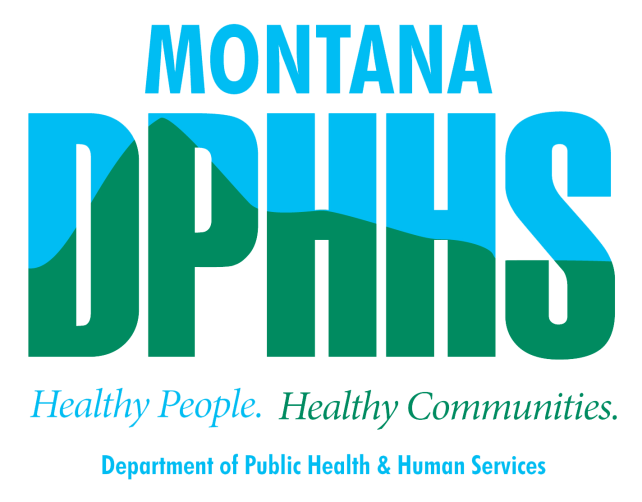 MONTANA
DPHHS
Healthy People. Healthy Communities.
Department of Public Health & Human Services